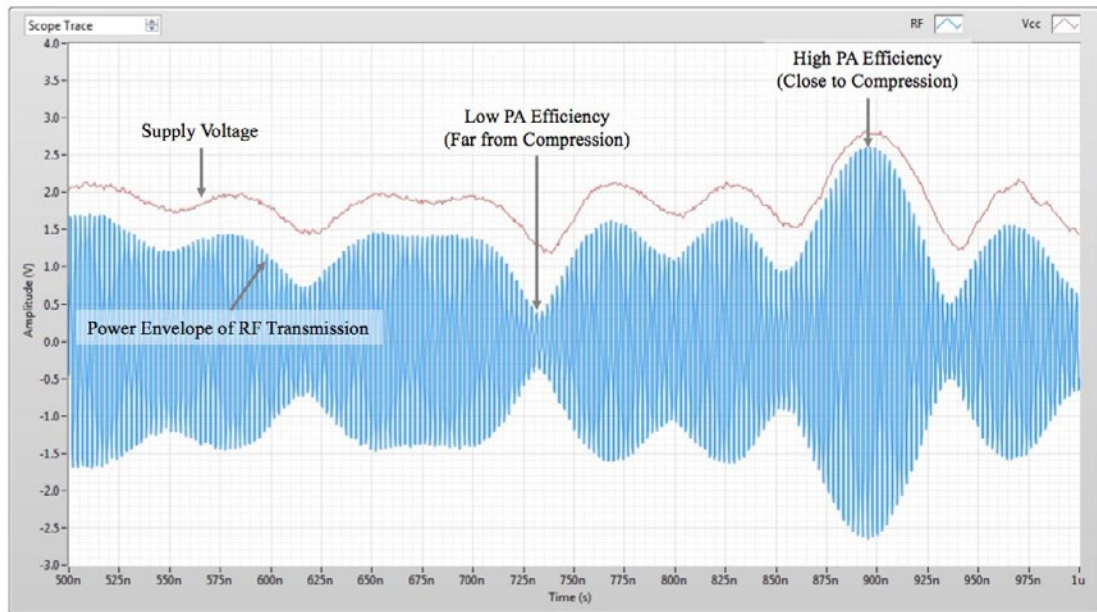 Scope Trace
RF
Vcc
High PA Efficiency
(Close to Compression)
Low PA Efficiency
(Far from Compression)
Supply Voltage
Power Envelope of RF Transmission
Amplitude (V)
4.0
3.5
3.0
2.5
2.0
1.5
1.0
0.5
0.0
-0.5
-1.0
-1.5
-2.0
-2.5
-3.0
500n 525n 550n 575n 600n 625n 650n 675n 700n 725n 750n 775n 800n 825n 850n 875n 900n 925n 950n 975n 1u
Time (s)